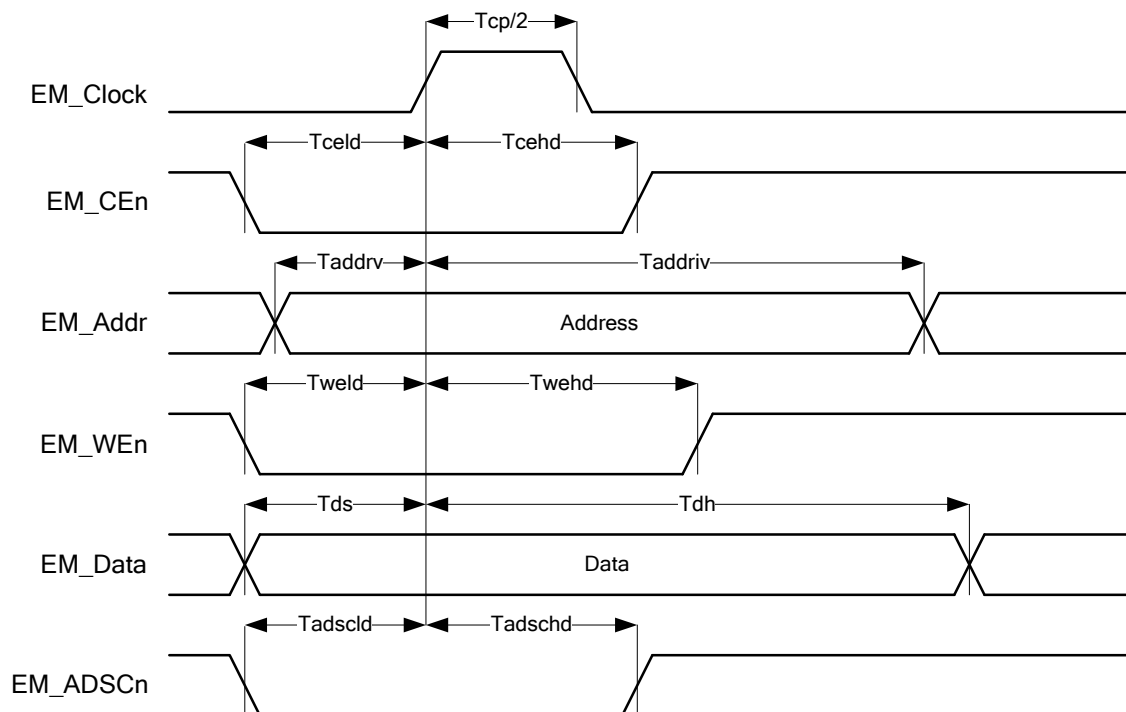 Tcp/2
EM_Clock
Tceld
Tcehd
EM_CEn
Taddrv
Taddriv
EM_Addr
Address
Tweld
Twehd
EM_WEn
Tds
Tdh
EM_Data
Data
Tadscld
Tadschd
EM_ADSCn